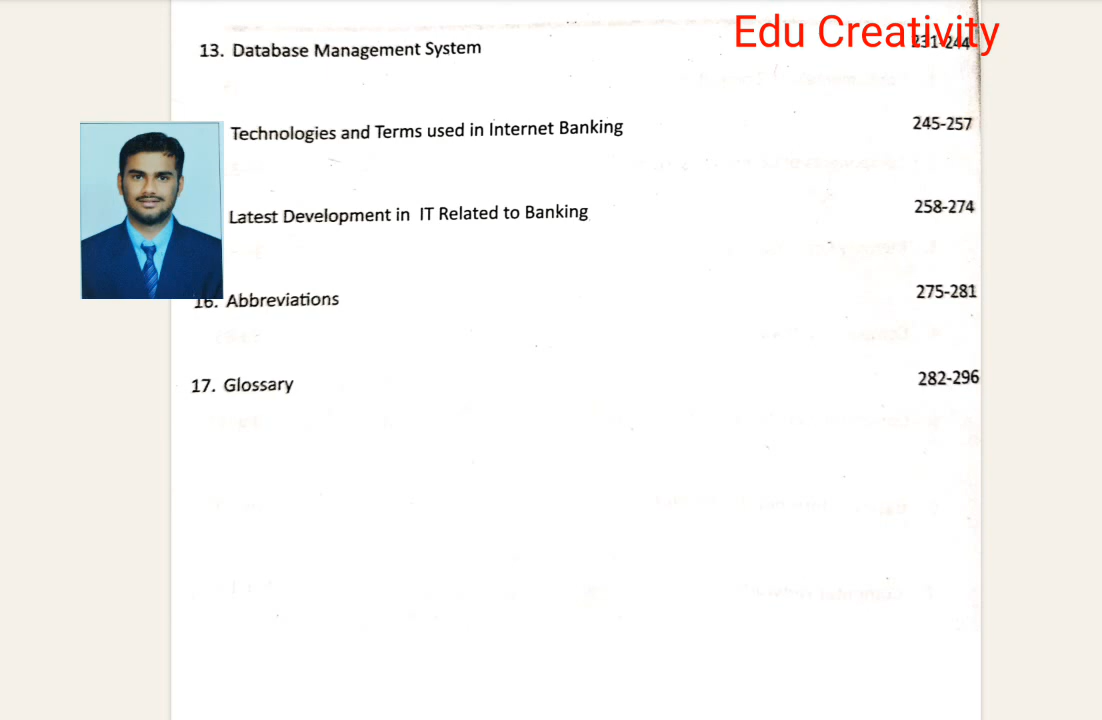 Edu Creativity
13. Database Management System 231-244
Technologies and Terms used in Internet Banking 245-257
Latest Development in IT Related to Banking 258-274
16. Abbreviations 275-281
17. Glossary 282-296